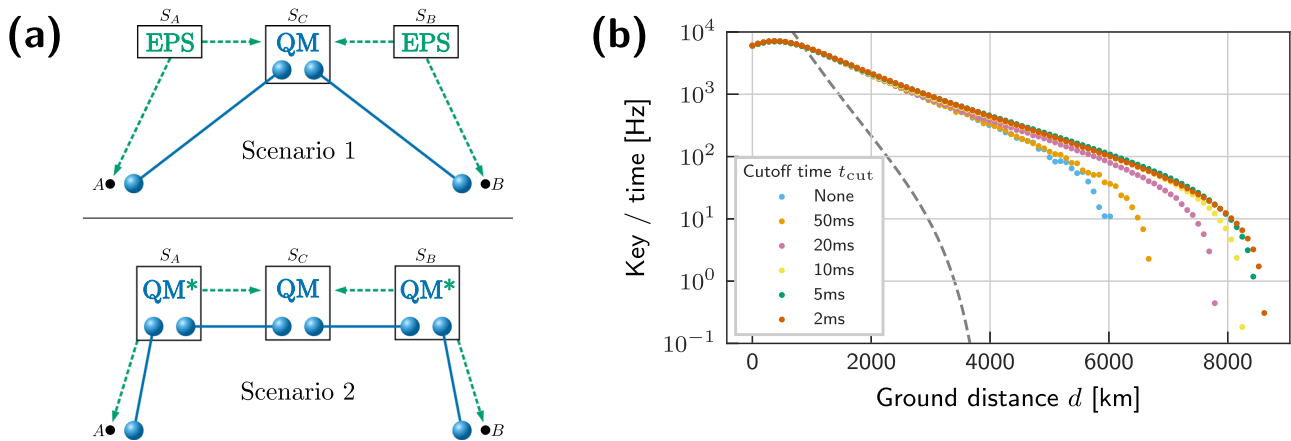 (a)
S_A S_C S_B
EPS QM EPS
Scenario 1
A B
S_A S_C S_B
QM* QM QM*
Scenario 2
A B
(b)
Key / time [Hz]
10^4
10^3
10^2
10^1
10^0
10^−1
Cutoff time t_cut
None
50ms
20ms
10ms
5ms
2ms
0 2000 4000 6000 8000
Ground distance d [km]